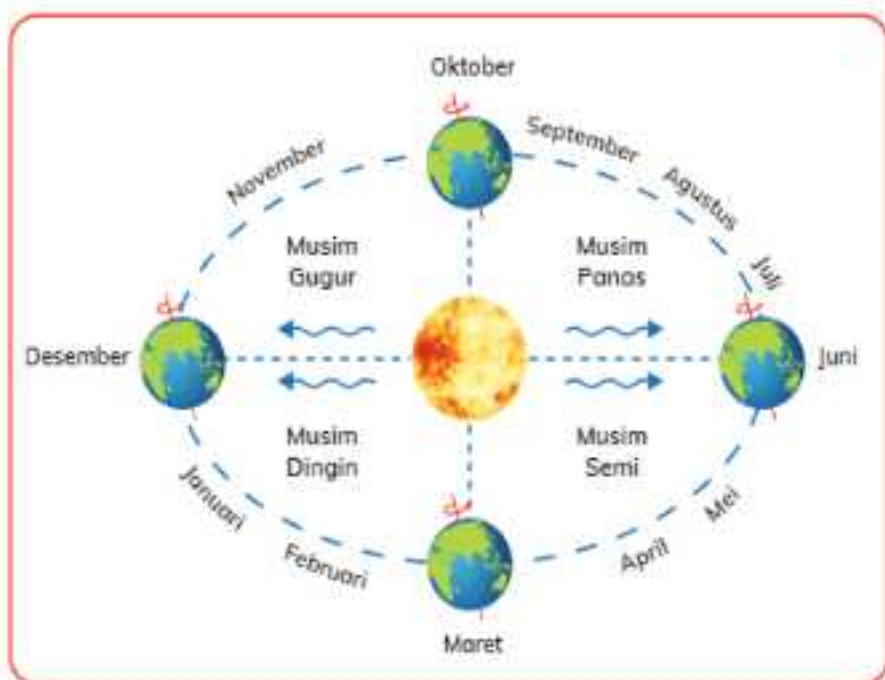 Oktober
September
November
Agustus
Musim
Gugur
Musim
Panas
Juli
Desember
Juni
Musim
Dingin
Musim
Semi
Januari
Mei
Februari
April
Maret